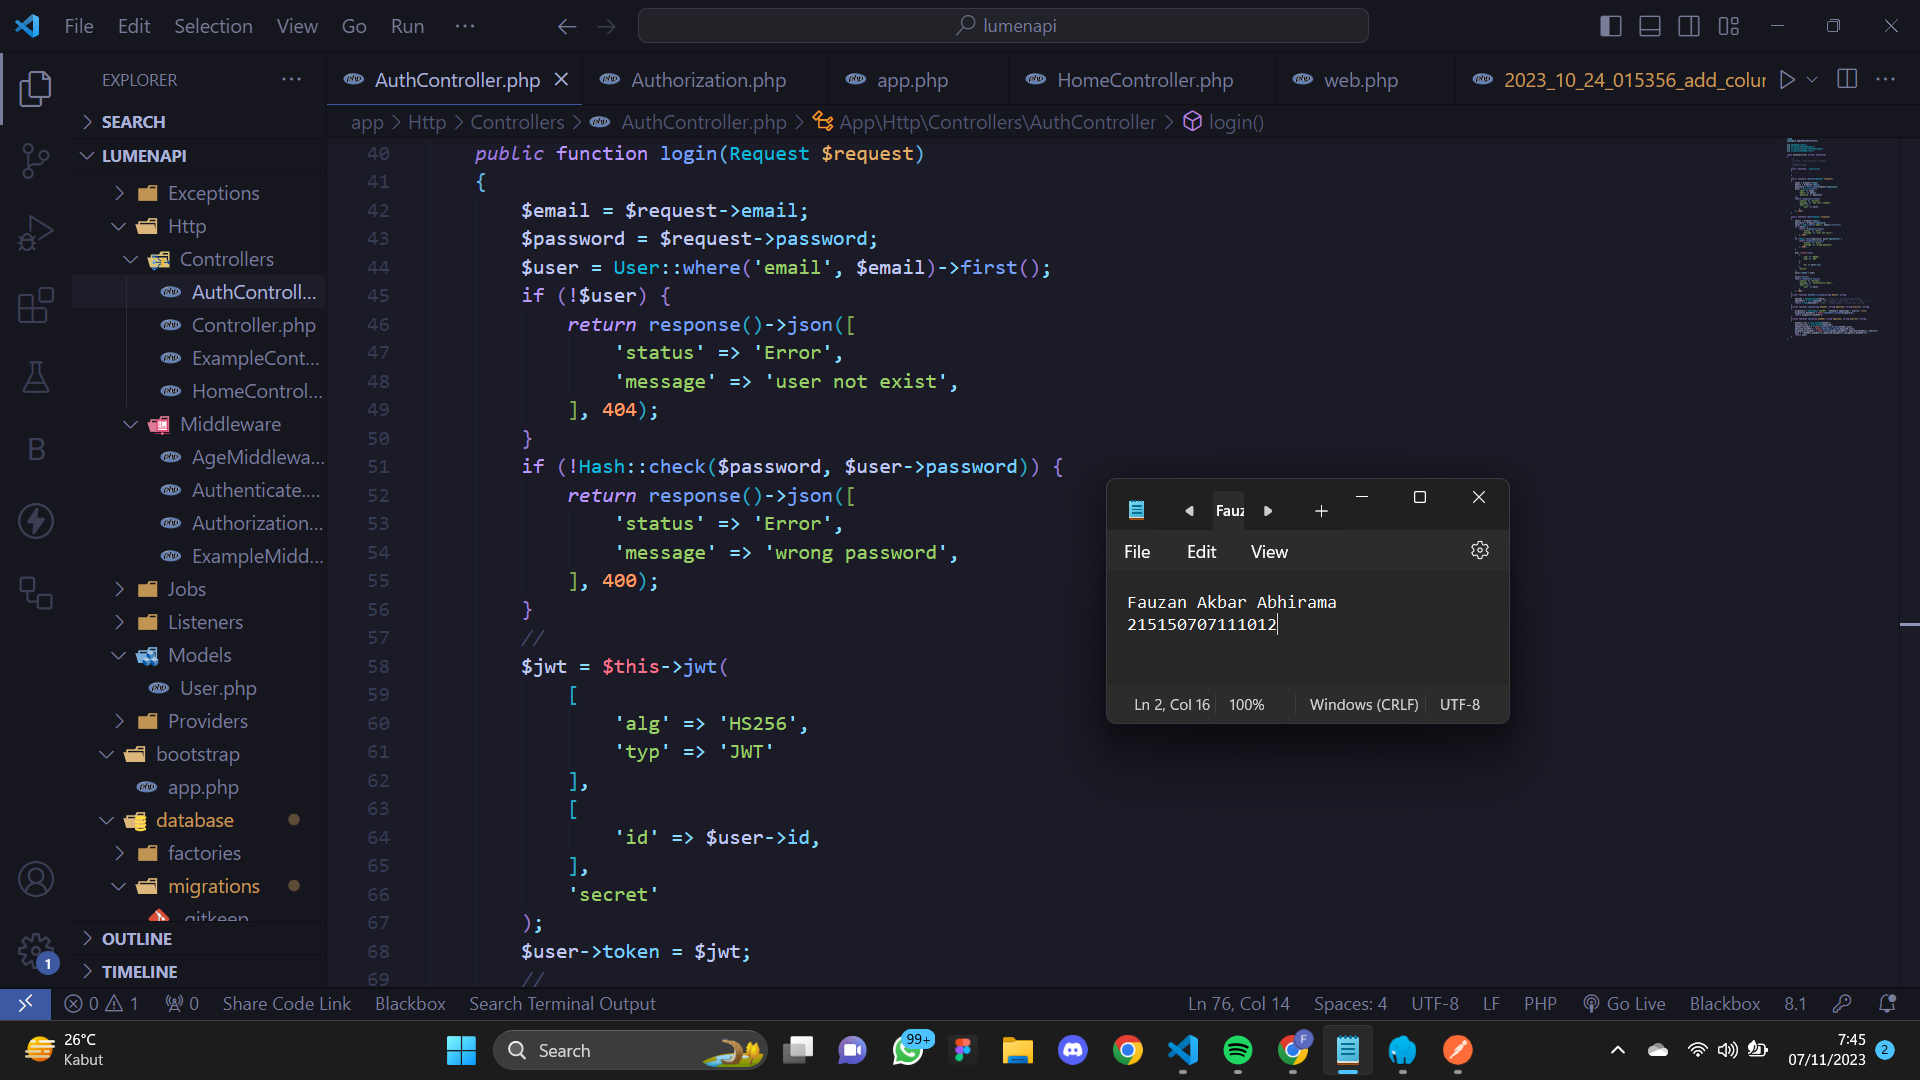 File Edit Selection View Go Run ··· lumenapi
EXPLORER ···
SEARCH
LUMENAPI
Exceptions
Http
Controllers
AuthControll...
Controller.php
ExampleCont...
HomeControl...
Middleware
AgeMiddlewa...
Authenticate....
Authorization...
ExampleMidd...
Jobs
Listeners
Models
User.php
Providers
bootstrap
app.php
database
factories
migrations
.gitkeep
OUTLINE
TIMELINE
AuthController.php Authorization.php app.php HomeController.php web.php 2023_10_24_015356_add_colur ···
app > Http > Controllers > AuthController.php > App\Http\Controllers\AuthController > login()
40 public function login(Request $request)
41 {
42 $email = $request->email;
43 $password = $request->password;
44 $user = User::where('email', $email)->first();
45 if (!$user) {
46 return response()->json([
47 'status' => 'Error',
48 'message' => 'user not exist',
49 ], 404);
50 }
51 if (!Hash::check($password, $user->password)) {
52 return response()->json([
53 'status' => 'Error',
54 'message' => 'wrong password',
55 ], 400);
56 }
57 //
58 $jwt = $this->jwt(
59 [
60 'alg' => 'HS256',
61 'typ' => 'JWT'
62 ],
63 [
64 'id' => $user->id,
65 ],
66 'secret'
67 );
68 $user->token = $jwt;
69 //
Fauz
File Edit View
Fauzan Akbar Abhirama
215150707111012
Ln 2, Col 16 100% Windows (CRLF) UTF-8
B
1
0 1 0 Share Code Link Blackbox Search Terminal Output Ln 76, Col 14 Spaces: 4 UTF-8 LF PHP Go Live Blackbox 8.1
26°C
Kabut
Search
99+
F
7:45
07/11/2023
2